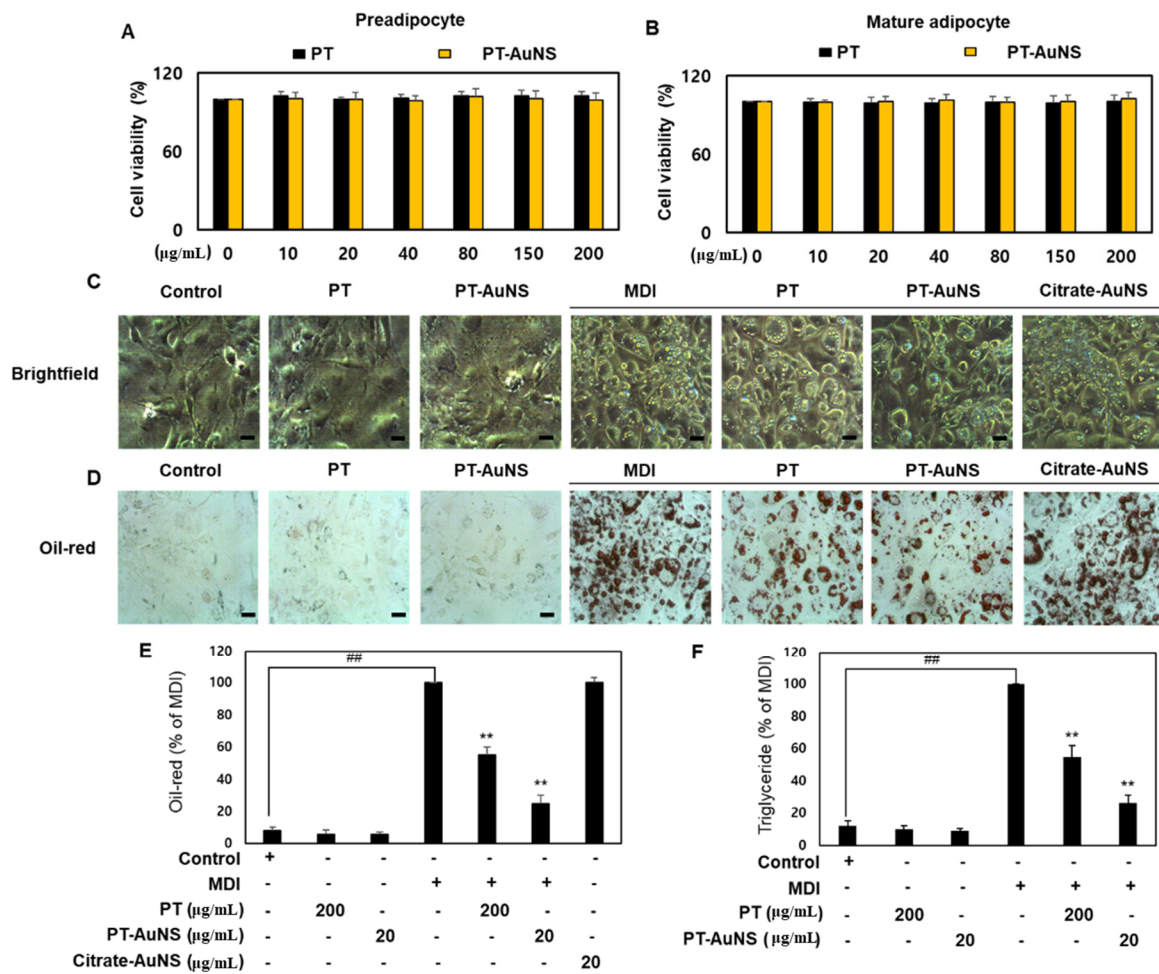 A
Preadipocyte
PT
PT-AuNS
120
60
0
Cell viability (%)
(µg/mL) 0 10 20 40 80 150 200
B
Mature adipocyte
PT
PT-AuNS
120
60
0
Cell viability (%)
(µg/mL) 0 10 20 40 80 150 200
C
Control PT PT-AuNS MDI PT PT-AuNS Citrate-AuNS
Brightfield
D
Control PT PT-AuNS MDI PT PT-AuNS Citrate-AuNS
Oil-red
E
##
120
100
80
60
40
20
0
Oil-red (% of MDI)
**
**
Control + - - - - - -
MDI - - - + + + -
PT (µg/mL) - 200 - - 200 - -
PT-AuNS (µg/mL) - - 20 - - 20 -
Citrate-AuNS (µg/mL) - - - - - - 20
F
##
120
100
80
60
40
20
0
Triglyceride (% of MDI)
**
**
Control + - - - - -
MDI - - - + + +
PT (µg/mL) - 200 - - 200 -
PT-AuNS (µg/mL) - - 20 - - 20